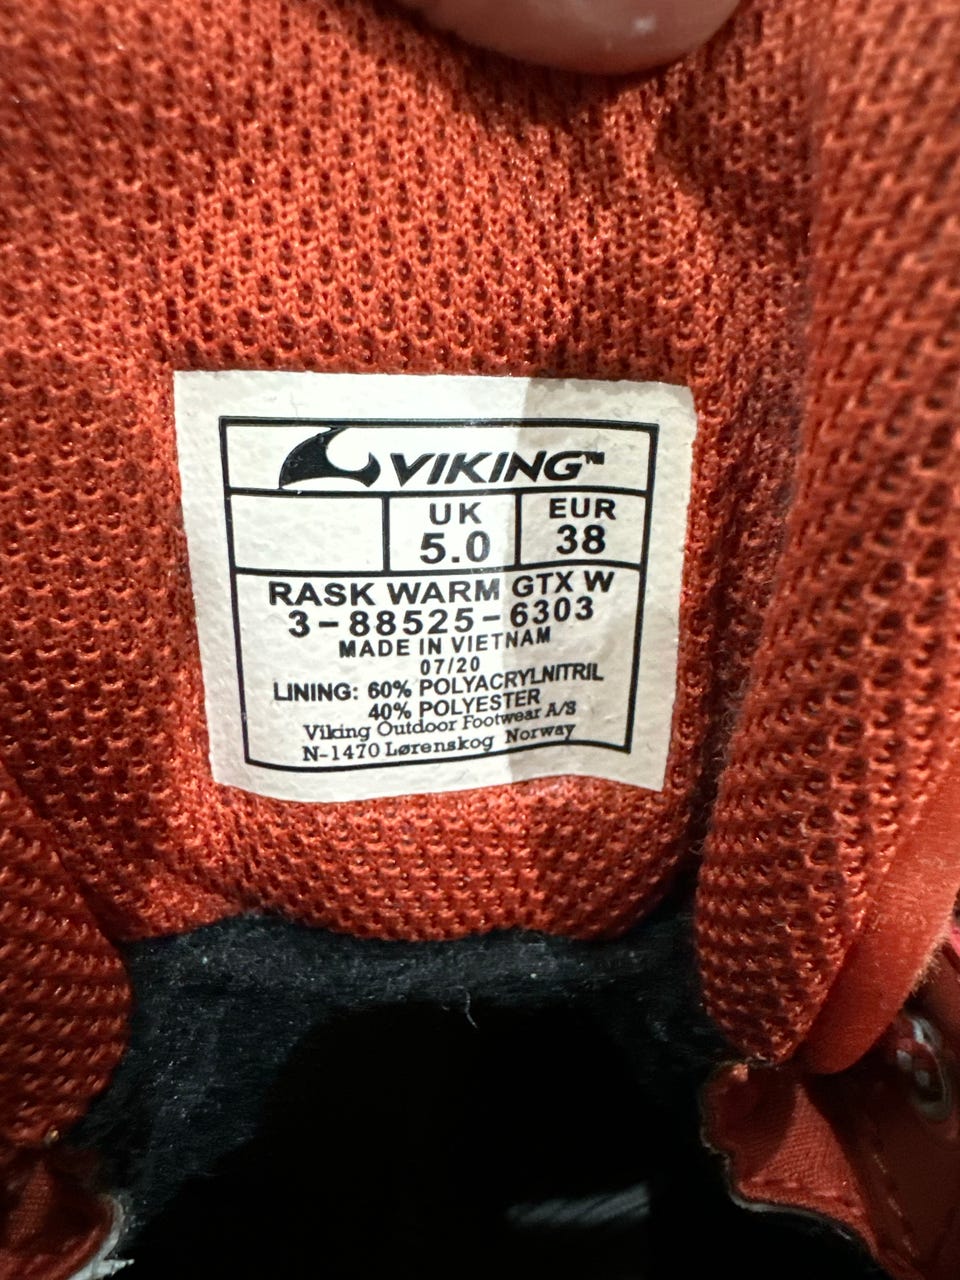 VIKING™
UK EUR
5.0 38
RASK WARM GTX W
3-88525-6303
MADE IN VIETNAM
07/20
LINING: 60% POLYACRYLNITRIL
40% POLYESTER
Viking Outdoor Footwear A/S
N-1470 Lørenskog Norway